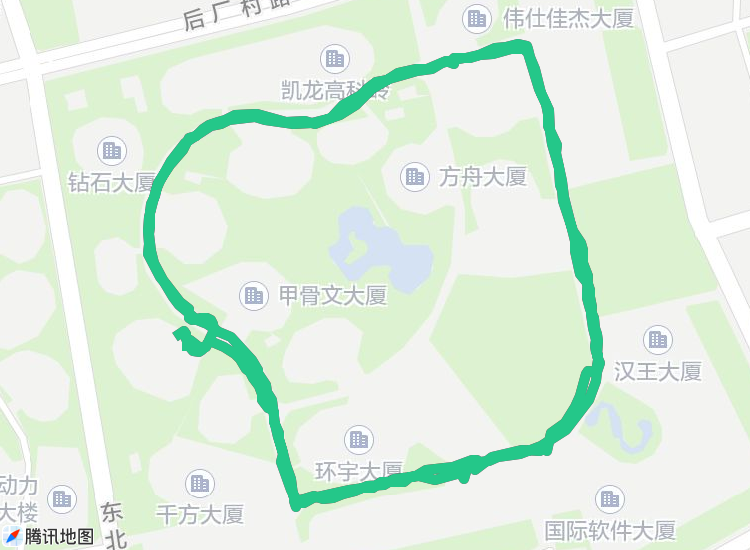 后厂村路
伟仕佳杰大厦
凯龙高科岭
钻石大厦
方舟大厦
甲骨文大厦
汉王大厦
环宇大厦
动力
大楼
千方大厦
东北
国际软件大厦
腾讯地图